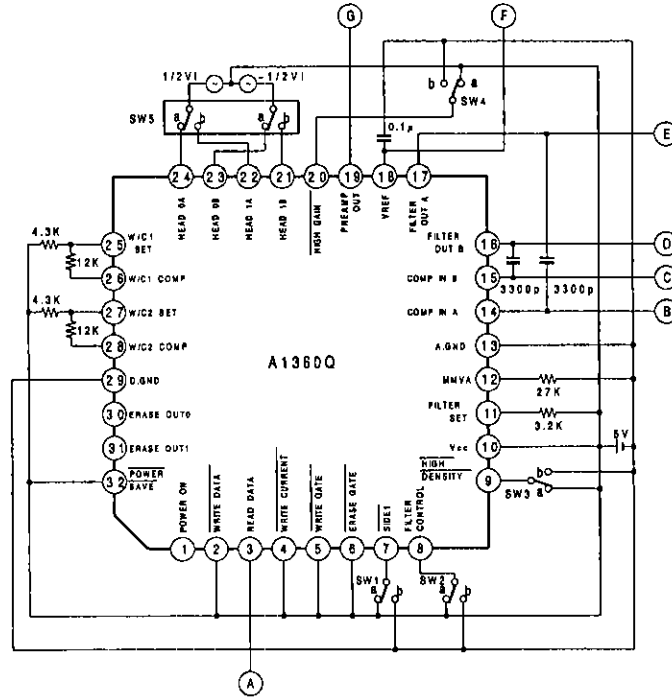 G
F
1/2VI
-1/2VI
b
a
SW4
SW5
a
b
a
b
0.1μ
E
24
23
22
21
20
19
18
17
HEAD 0A
HEAD 0B
HEAD 1A
HEAD 1B
HIGH GAIN
PREAMP OUT
VREF
FILTER OUT A
4.3K
25
W/C1 SET
12K
26
W/C1 COMP
4.3K
27
W/C2 SET
12K
28
W/C2 COMP
29
D.GND
30
ERASE OUT0
31
ERASE OUT1
32
POWER SAVE
A1360Q
FILTER OUT B
16
D
COMP IN B
15
C
3300p
3300p
COMP IN A
14
B
A.GND
13
MMVA
12
27K
FILTER SET
11
3.2K
Vcc
10
5V
HIGH DENSITY
9
b
SW3
a
POWER ON
WRITE DATA
READ DATA
WRITE CURRENT
WRITE GATE
ERASE GATE
SIDE1
FILTER CONTROL
1
2
3
4
5
6
7
8
SW1
a
b
SW2
a
b
A